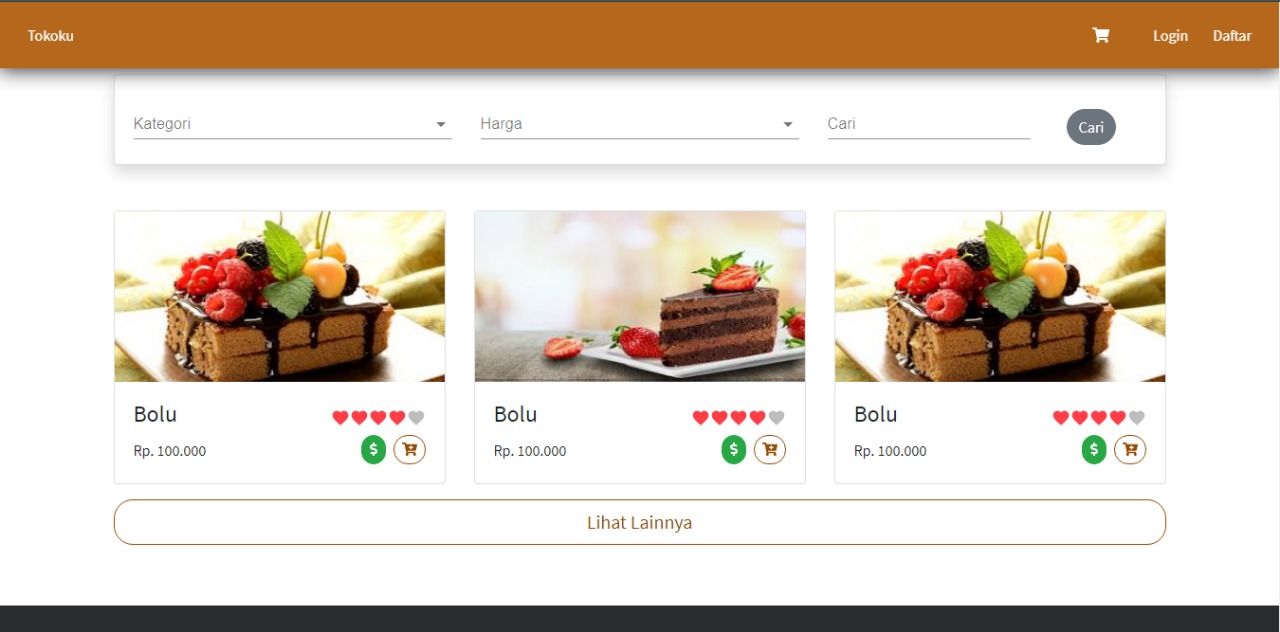 Tokoku
Login
Daftar
Kategori
Harga
Cari
Cari
Bolu
Rp. 100.000
$
Bolu
Rp. 100.000
$
Bolu
Rp. 100.000
$
Lihat Lainnya